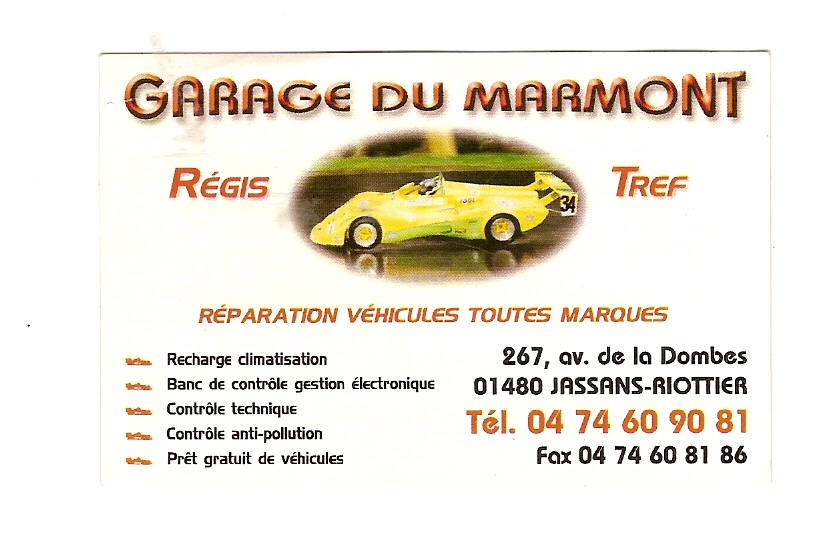 GARAGE DU MARMONT
RÉGIS
TREF
34
RÉPARATION VÉHICULES TOUTES MARQUES
Recharge climatisation
Banc de contrôle gestion électronique
Contrôle technique
Contrôle anti-pollution
Prêt gratuit de véhicules
267, av. de la Dombes
01480 JASSANS-RIOTTIER
Tél. 04 74 60 90 81
Fax 04 74 60 81 86